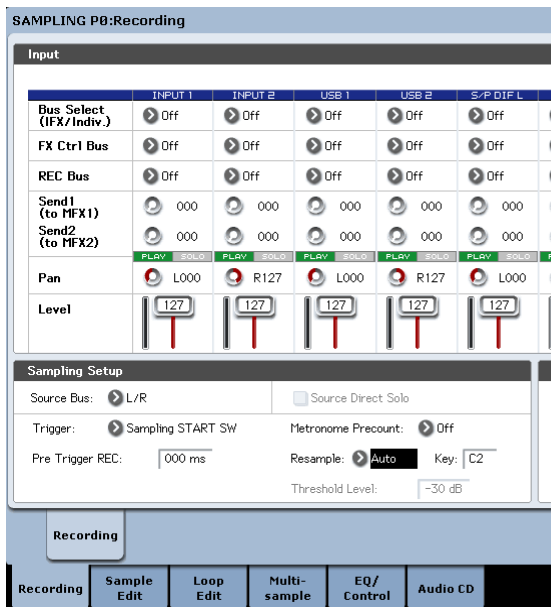 SAMPLING P0:Recording
Input
INPUT 1 INPUT 2 USB 1 USB 2 S/P DIF L
Bus Select
(IFX/Indiv.) Off Off Off Off Off
FX Ctrl Bus Off Off Off Off Off
REC Bus Off Off Off Off Off
Send1
(to MFX1) 000 000 000 000 000
Send2
(to MFX2) 000 000 000 000 000
PLAY SOLO PLAY SOLO PLAY SOLO PLAY SOLO PLAY SOLO
Pan L000 R127 L000 R127 L000
Level 127 127 127 127 127
Sampling Setup
Source Bus: L/R Source Direct Solo
Trigger: Sampling START SW Metronome Precount: Off
Pre Trigger REC: 000 ms Resample: Auto Key: C2
Threshold Level: -30 dB
Recording
Recording Sample Edit Loop Edit Multi-sample EQ/Control Audio CD